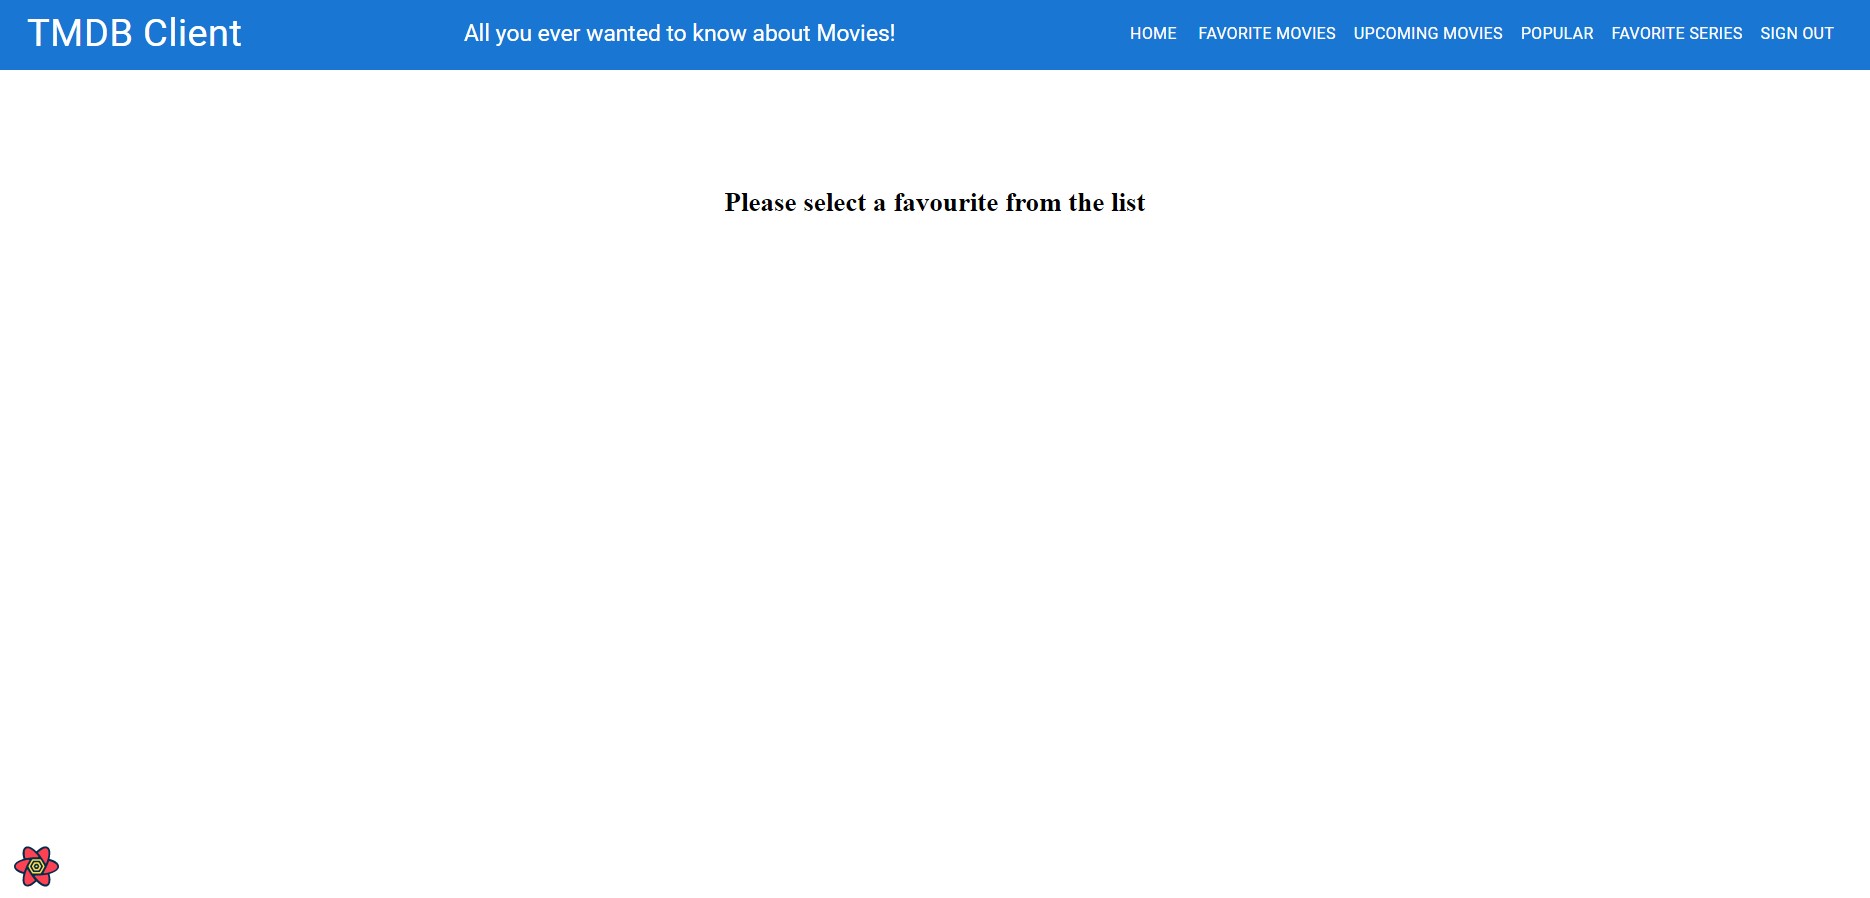 TMDB Client
All you ever wanted to know about Movies!
HOME FAVORITE MOVIES UPCOMING MOVIES POPULAR FAVORITE SERIES SIGN OUT
Please select a favourite from the list